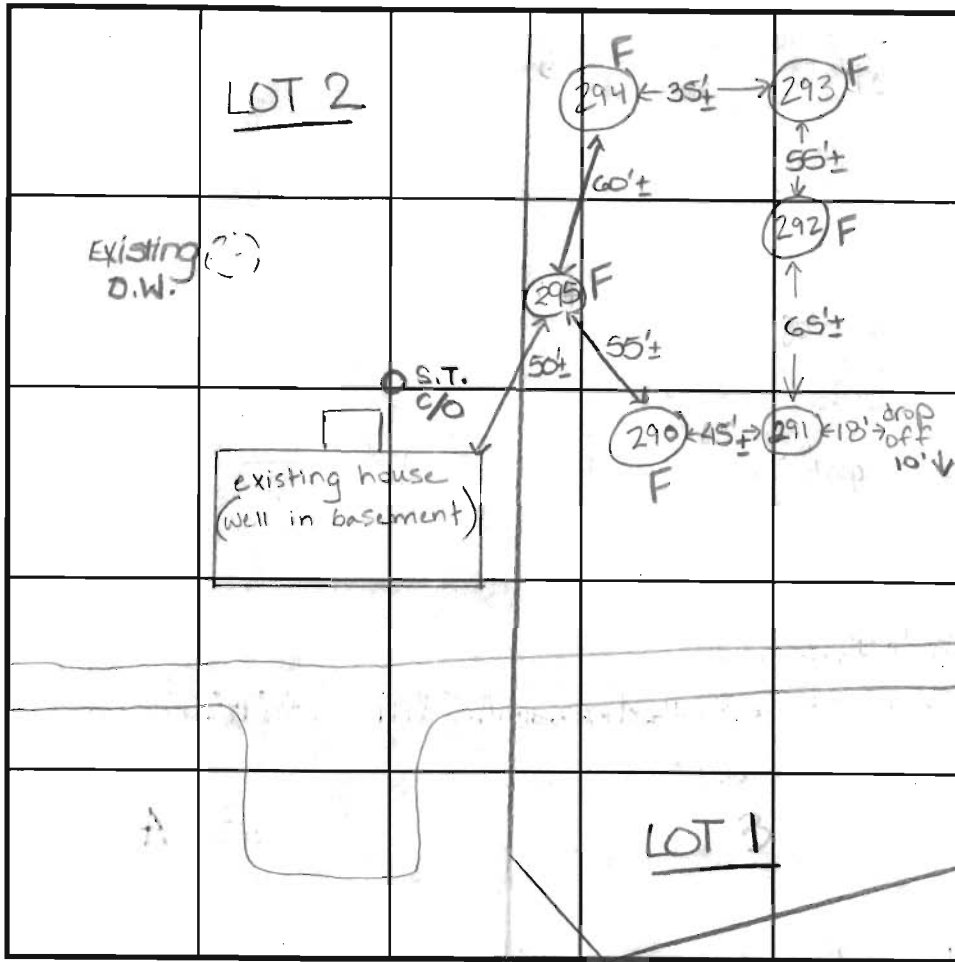 LOT 2
F
294
35'±
293
F
55'±
60'±
292
F
Existing
D.W.
295
F
65'±
50'±
55'±
S.T.
C/O
290
F
45'±
291
18'
drop
off
10'
existing house
(well in basement)
LOT 1